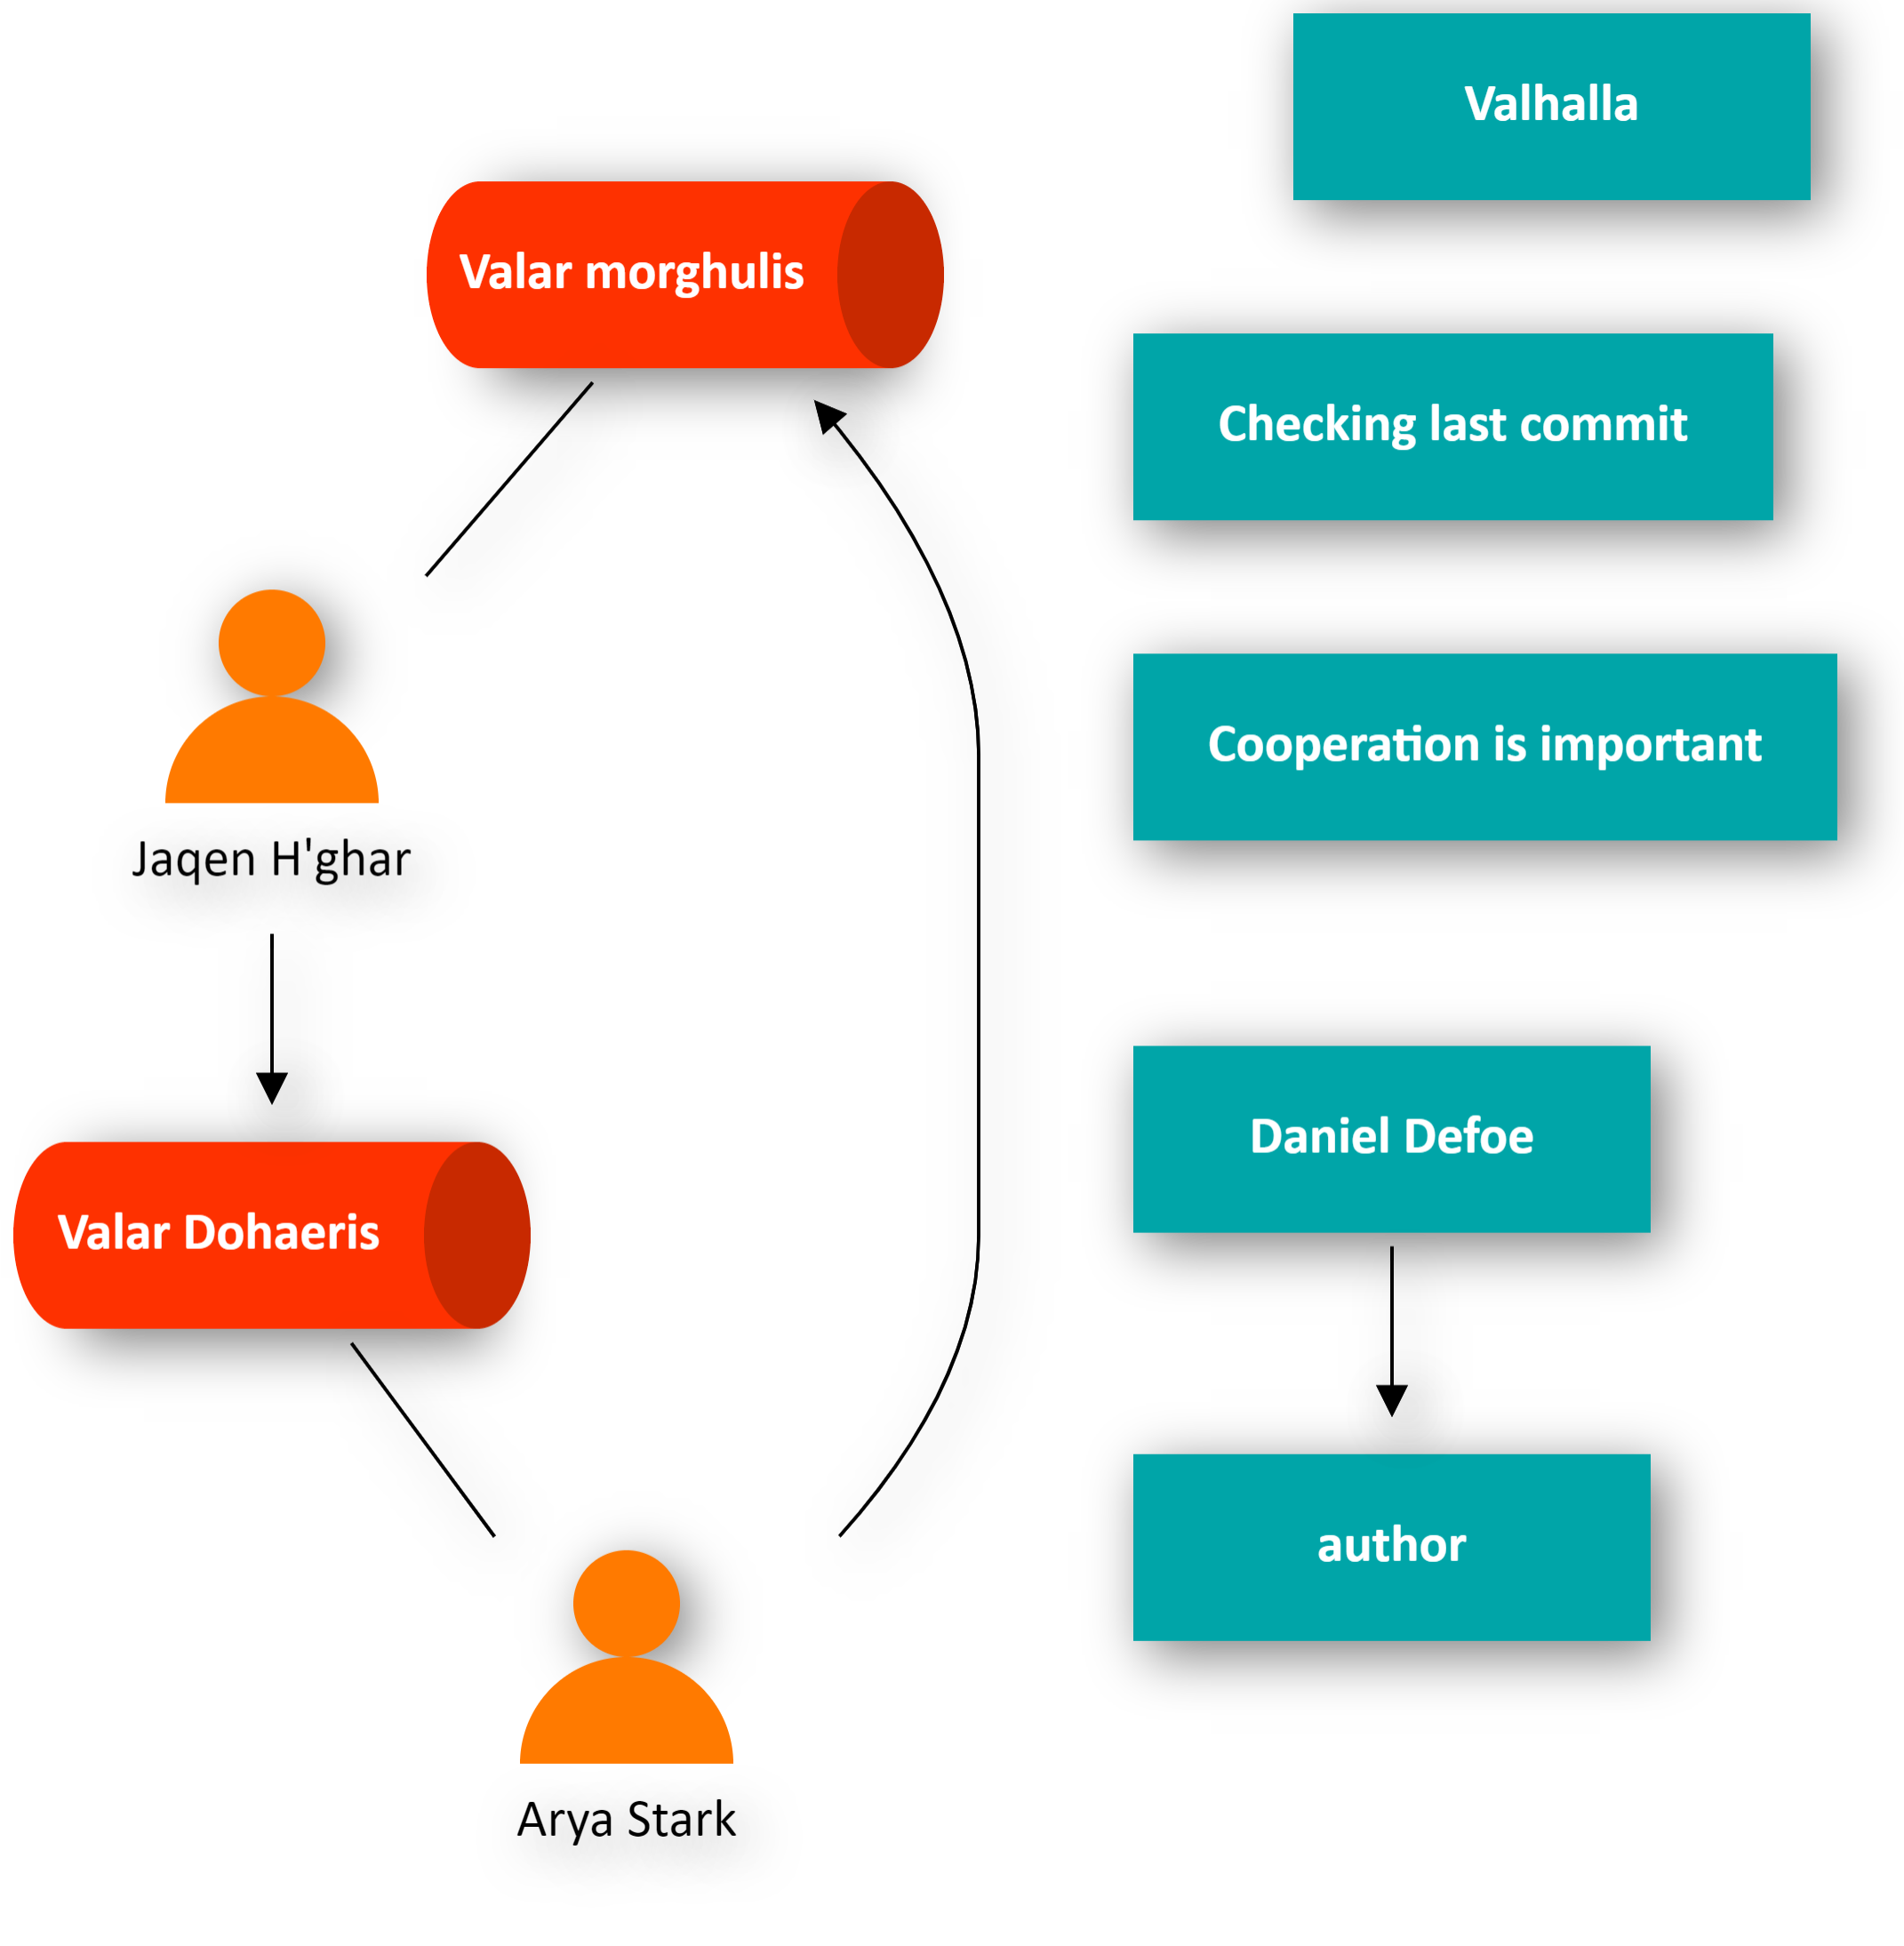 Valhalla
Valar morghulis
Checking last commit
Cooperation is important
Jaqen H'ghar
Daniel Defoe
Valar Dohaeris
author
Arya Stark